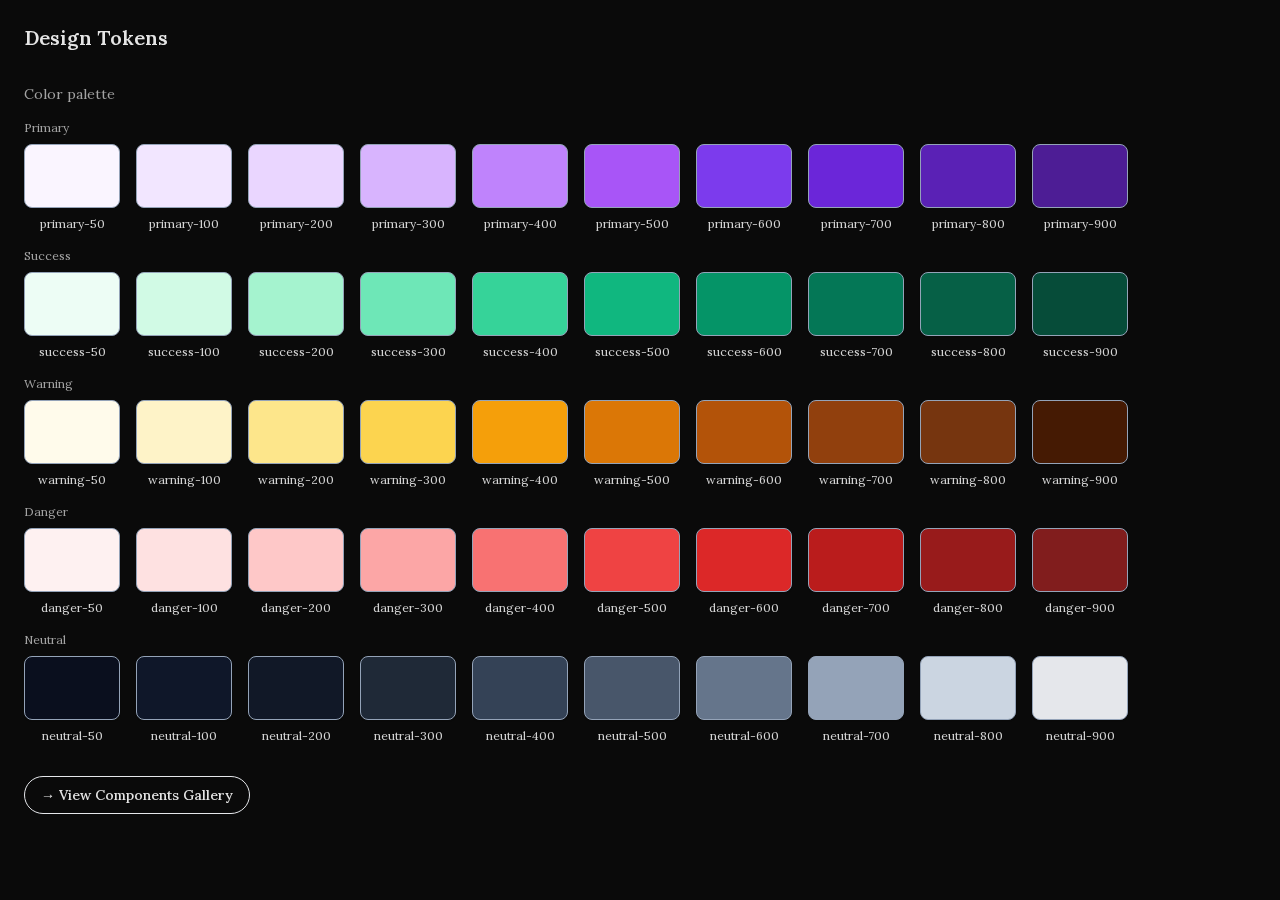 Design Tokens
Color palette
Primary
primary-50 primary-100 primary-200 primary-300 primary-400 primary-500 primary-600 primary-700 primary-800 primary-900
Success
success-50 success-100 success-200 success-300 success-400 success-500 success-600 success-700 success-800 success-900
Warning
warning-50 warning-100 warning-200 warning-300 warning-400 warning-500 warning-600 warning-700 warning-800 warning-900
Danger
danger-50 danger-100 danger-200 danger-300 danger-400 danger-500 danger-600 danger-700 danger-800 danger-900
Neutral
neutral-50 neutral-100 neutral-200 neutral-300 neutral-400 neutral-500 neutral-600 neutral-700 neutral-800 neutral-900
→ View Components Gallery